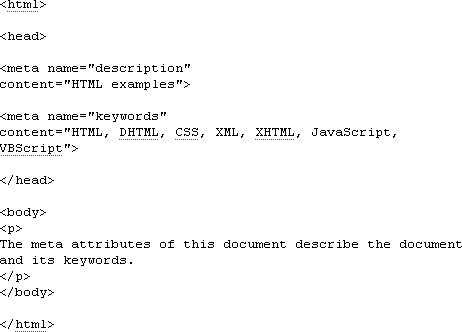 <html>
<head>
<meta name="description"
content="HTML examples">
<meta name="keywords"
content="HTML, DHTML, CSS, XML, XHTML, JavaScript,
VBScript">
</head>
<body>
<p>
The meta attributes of this document describe the document
and its keywords.
</p>
</body>
</html>